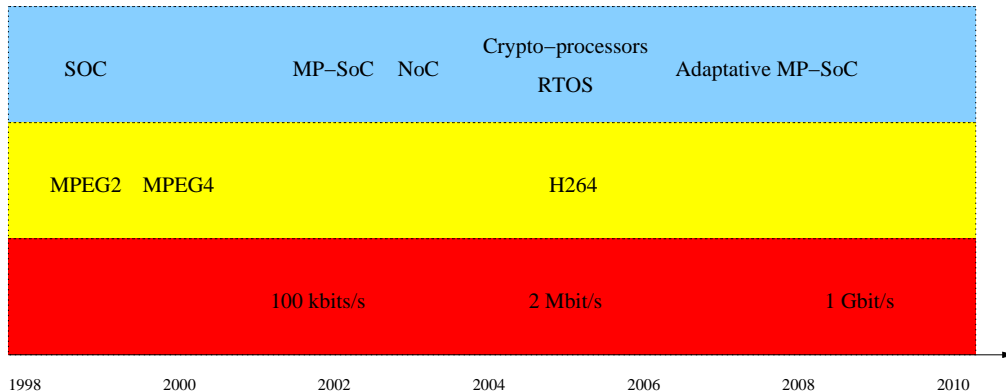 Crypto−processors
SOC MP−SoC NoC Adaptative MP−SoC
RTOS
MPEG2 MPEG4 H264
100 kbits/s 2 Mbit/s 1 Gbit/s
1998 2000 2002 2004 2006 2008 2010